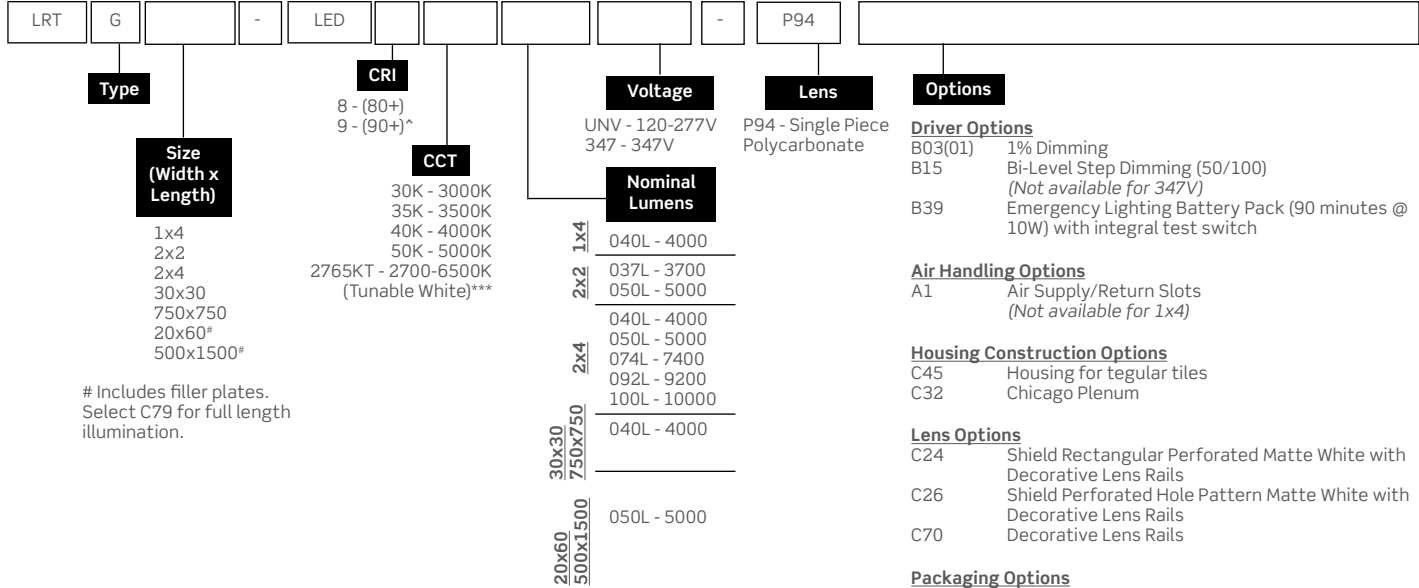 LRT G - LED - P94
Type
Size
(Width x
Length)
1x4
2x2
2x4
30x30
750x750
20x60#
500x1500#
# Includes filler plates.
Select C79 for full length
illumination.
CRI
8 - (80+)
9 - (90+)^
CCT
30K - 3000K
35K - 3500K
40K - 4000K
50K - 5000K
2765KT - 2700-6500K
(Tunable White)***
Nominal
Lumens
1x4
040L - 4000
2x2
037L - 3700
050L - 5000
2x4
040L - 4000
050L - 5000
074L - 7400
092L - 9200
100L - 10000
30x30
750x750
040L - 4000
20x60
500x1500
050L - 5000
Voltage
UNV - 120-277V
347 - 347V
Lens
P94 - Single Piece
Polycarbonate
Options
Driver Options
B03(01) 1% Dimming
B15 Bi-Level Step Dimming (50/100)
(Not available for 347V)
B39 Emergency Lighting Battery Pack (90 minutes @
10W) with integral test switch
Air Handling Options
A1 Air Supply/Return Slots
(Not available for 1x4)
Housing Construction Options
C45 Housing for tegular tiles
C32 Chicago Plenum
Lens Options
C24 Shield Rectangular Perforated Matte White with
Decorative Lens Rails
C26 Shield Perforated Hole Pattern Matte White with
Decorative Lens Rails
C70 Decorative Lens Rails
Packaging Options